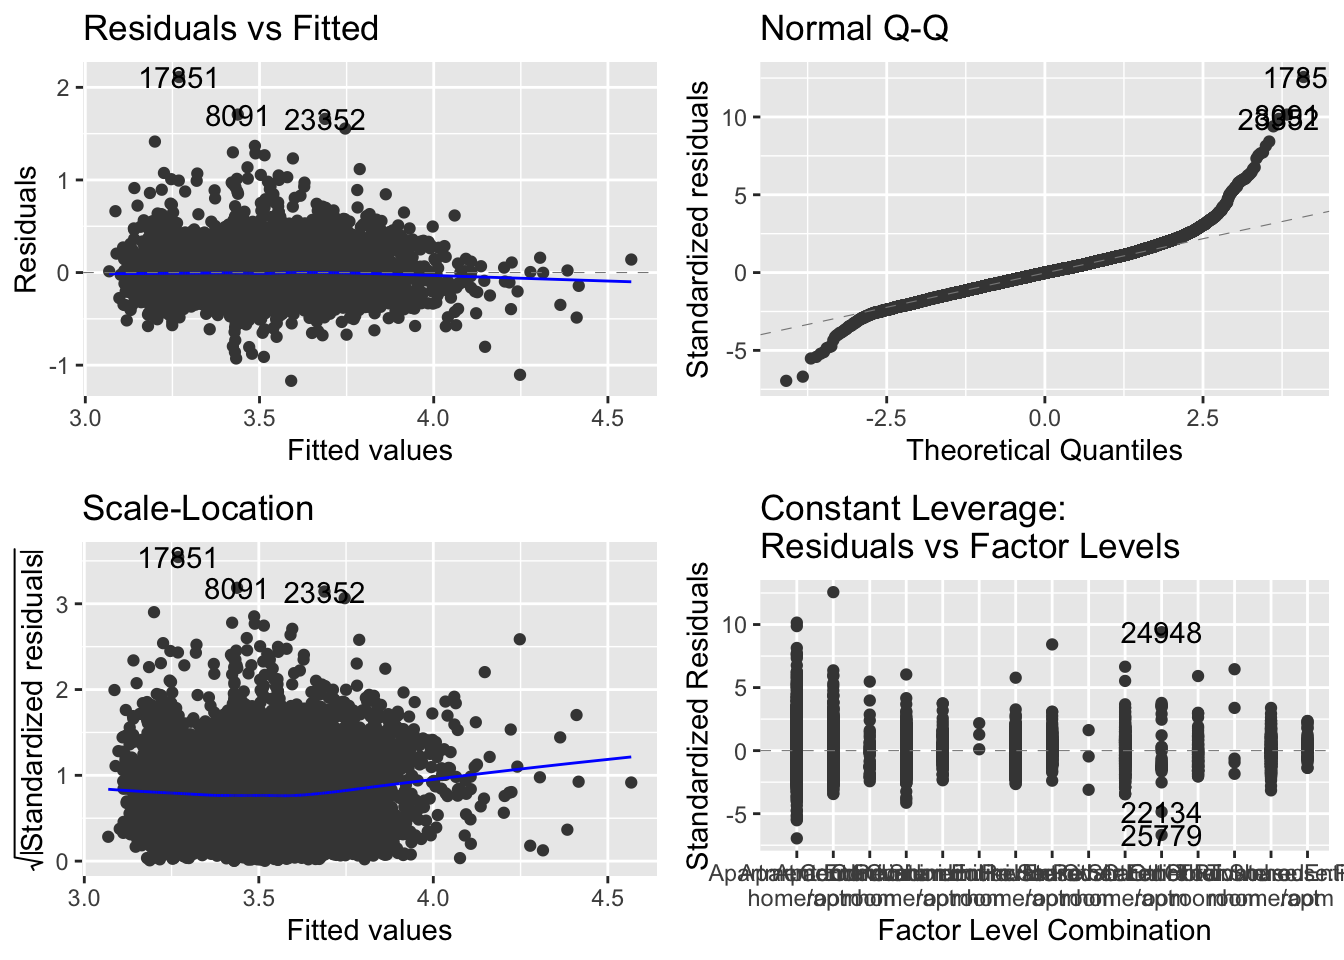 Residuals vs Fitted
17851
8091
23352
2
1
0
-1
Residuals
3.0
3.5
4.0
4.5
Fitted values
Normal Q-Q
1785
23352
10
5
0
-5
Standardized residuals
-2.5
0.0
2.5
Theoretical Quantiles
Scale-Location
17851
8091
23352
3
2
1
0
√|Standardized residuals|
3.0
3.5
4.0
4.5
Fitted values
Constant Leverage:
Residuals vs Factor Levels
24948
22134
25779
10
5
0
-5
Standardized Residuals
Factor Level Combination